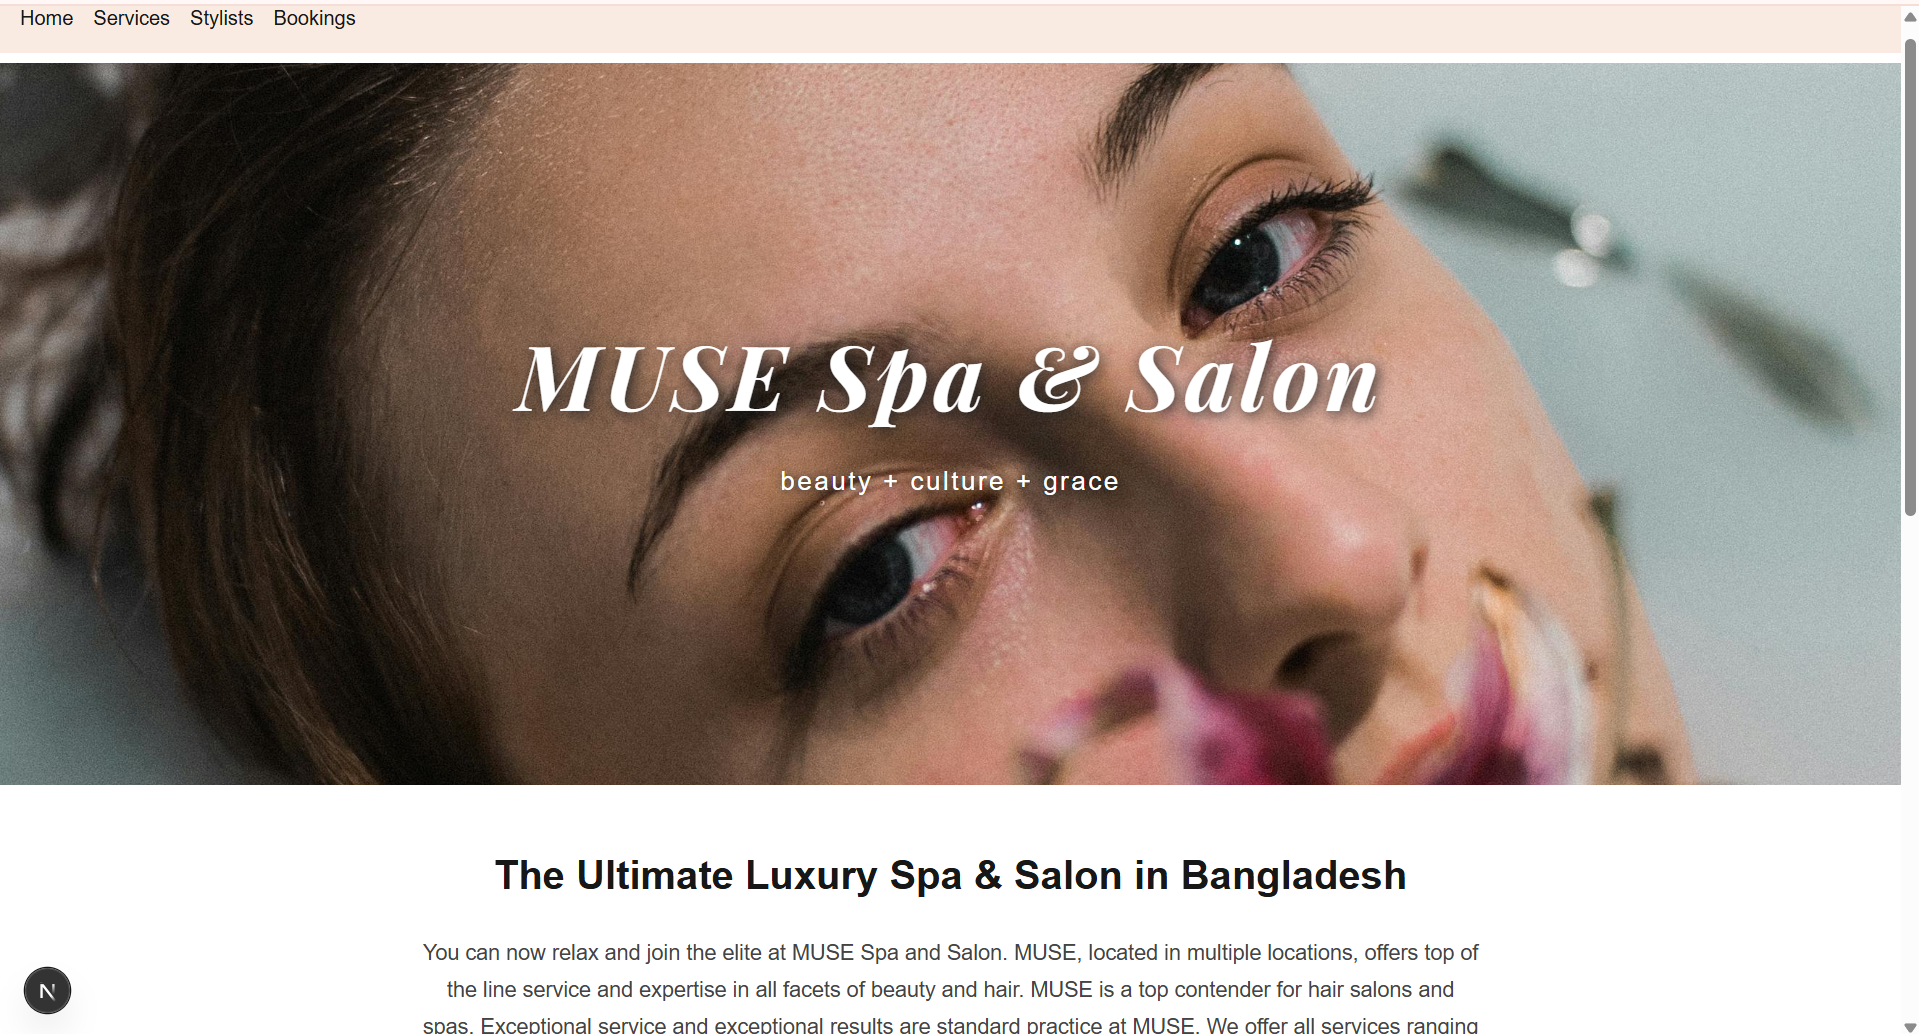 Home Services Stylists Bookings
MUSE Spa & Salon
beauty + culture + grace
The Ultimate Luxury Spa & Salon in Bangladesh
You can now relax and join the elite at MUSE Spa and Salon. MUSE, located in multiple locations, offers top of
the line service and expertise in all facets of beauty and hair. MUSE is a top contender for hair salons and
spas. Exceptional service and exceptional results are standard practice at MUSE. We offer all services ranging
N